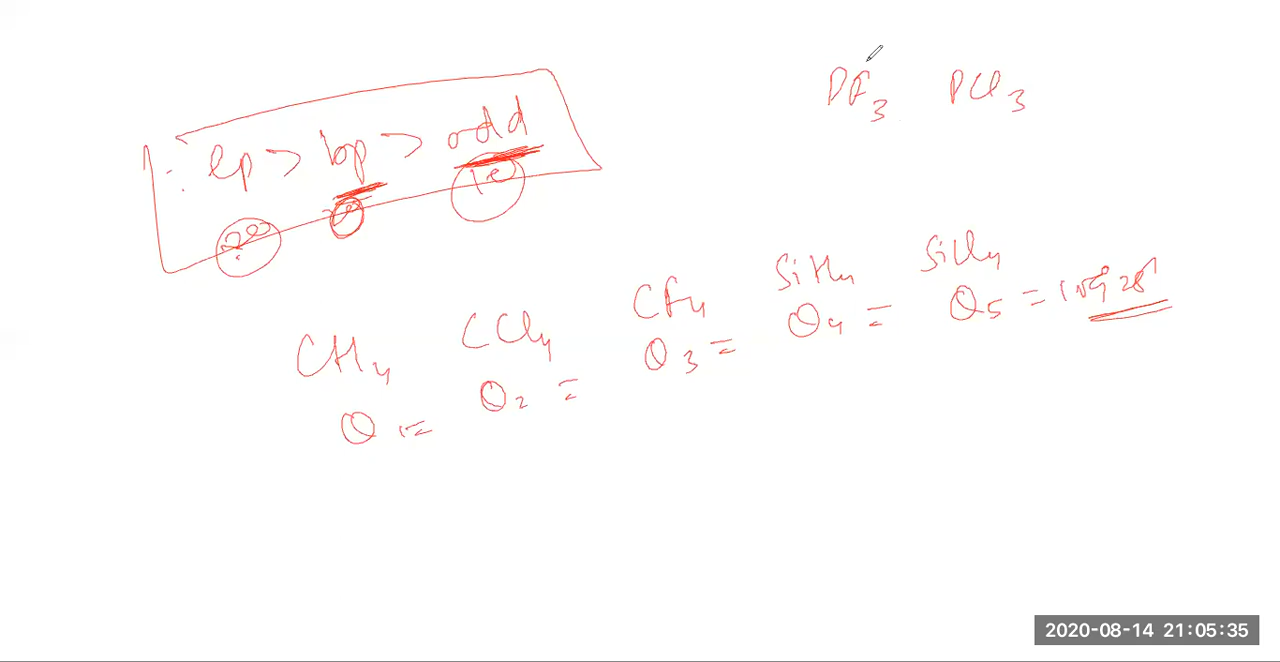 PF3 PCl3
lp > bp > odd
2e 2e 1e
CH4 CCl4 CF4 SiH4 SiCl4
θ1= θ2= θ3= θ4= θ5=109°28'
2020-08-14 21:05:35